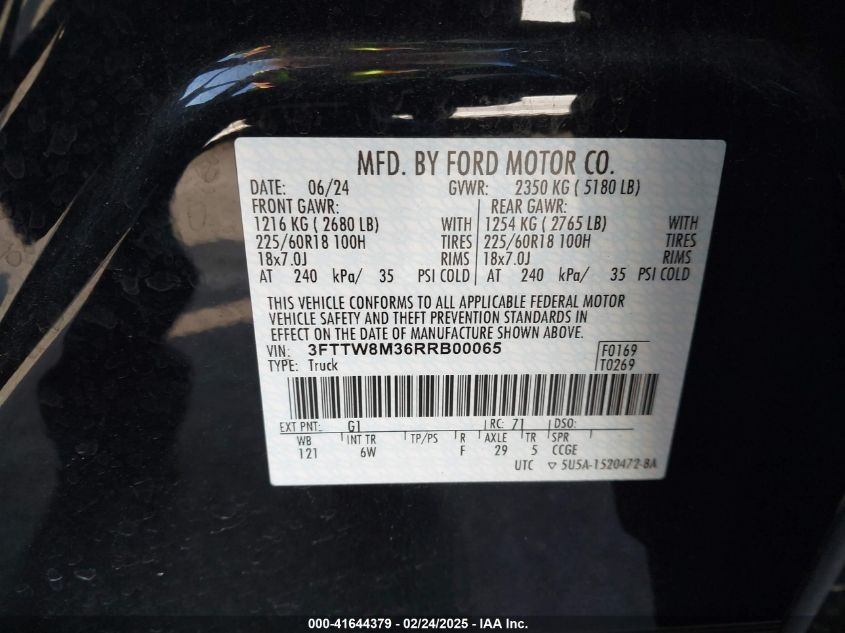 MFD. BY FORD MOTOR CO.
DATE: 06/24 GVWR: 2350 KG ( 5180 LB)
FRONT GAWR: REAR GAWR:
1216 KG ( 2680 LB) WITH 1254 KG ( 2765 LB) WITH
225/60R18 100H TIRES 225/60R18 100H TIRES
18x7.0J RIMS 18x7.0J RIMS
AT 240 kPa/ 35 PSI COLD AT 240 kPa/ 35 PSI COLD
THIS VEHICLE CONFORMS TO ALL APPLICABLE FEDERAL MOTOR
VEHICLE SAFETY AND THEFT PREVENTION STANDARDS IN
EFFECT ON THE DATE OF MANUFACTURE SHOWN ABOVE.
VIN: 3FTTW8M36RRB00065 F0169
TYPE: Truck T0269
EXT PNT: G1 RC: 71 DSO:
WB INT TR TP/PS R AXLE TR SPR
121 6W F 29 5 CCGE
UTC ▽ 5U5A-1520472-BA
000-41644379 - 02/24/2025 - IAA Inc.